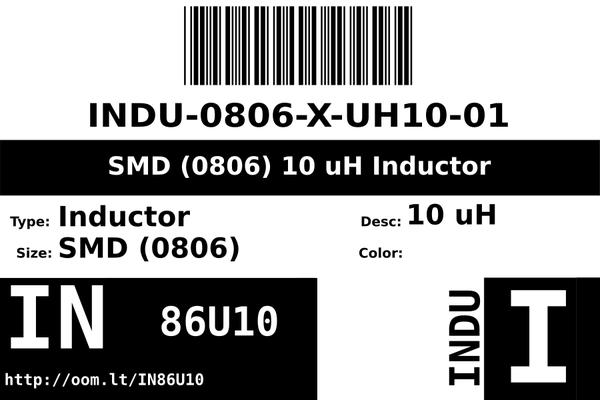 INDU-0806-X-UH10-01
SMD (0806) 10 uH Inductor
Type: Inductor
Desc: 10 uH
Size: SMD (0806)
Color:
IN
86U10
http://oom.lt/IN86U10
INDU
I